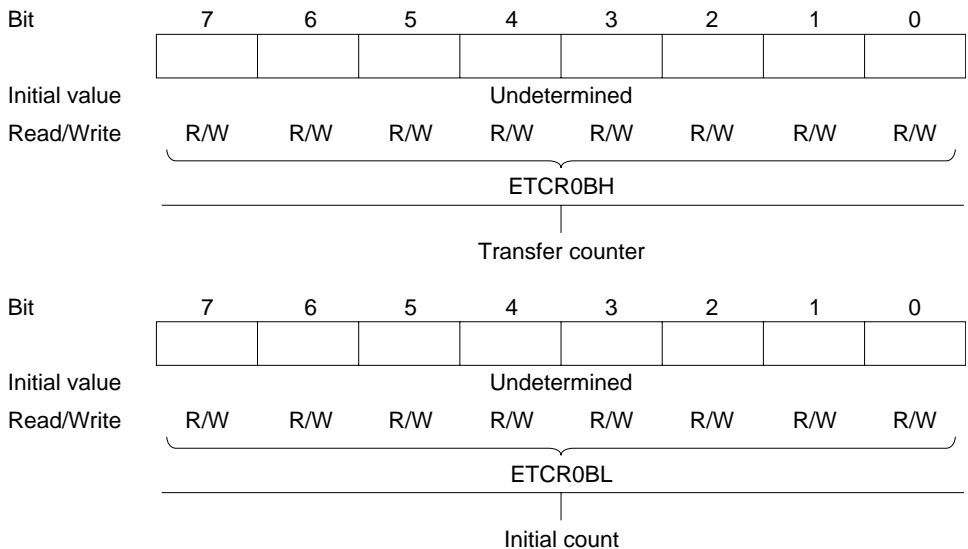 Bit 7 6 5 4 3 2 1 0
Initial value Undetermined
Read/Write R/W R/W R/W R/W R/W R/W R/W R/W
ETCR0BH
Transfer counter
Bit 7 6 5 4 3 2 1 0
Initial value Undetermined
Read/Write R/W R/W R/W R/W R/W R/W R/W R/W
ETCR0BL
Initial count